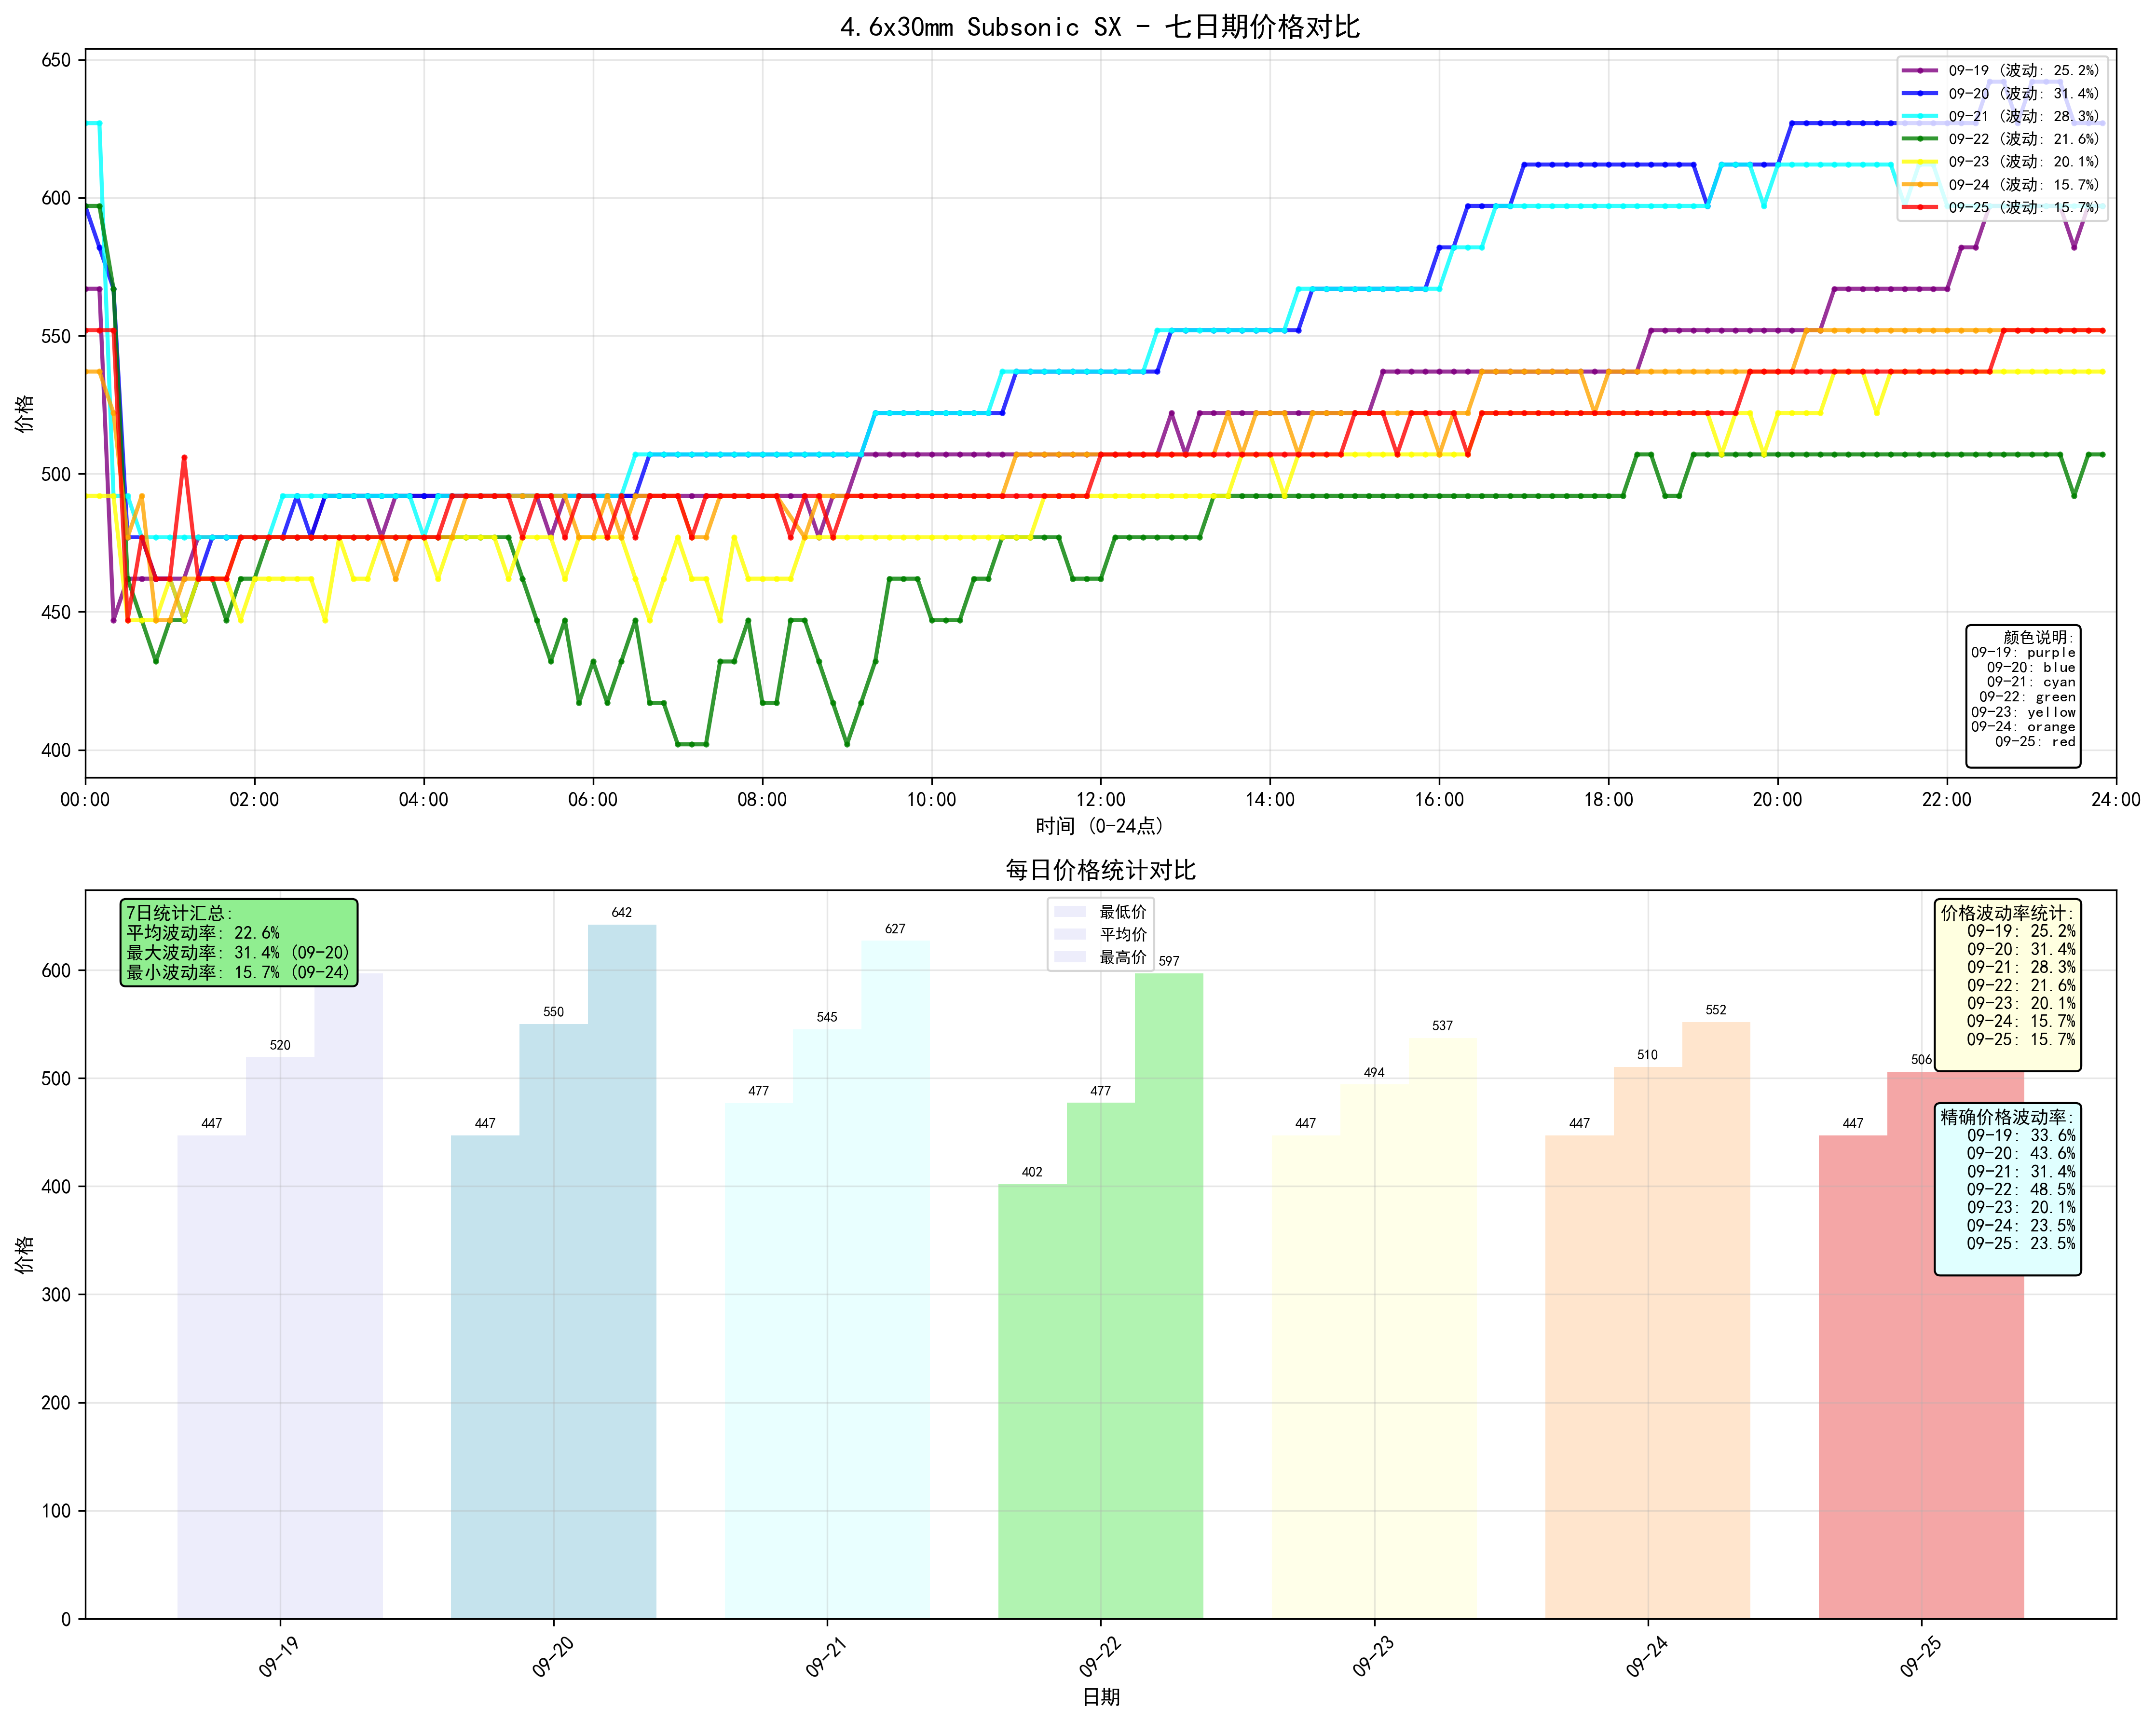 4.6x30mm Subsonic SX - 七日期价格对比
650
600
550
500
450
400
价格
09-19 (波动: 25.2%)
09-20 (波动: 31.4%)
09-21 (波动: 28.3%)
09-22 (波动: 21.6%)
09-23 (波动: 20.1%)
09-24 (波动: 15.7%)
09-25 (波动: 15.7%)
颜色说明:
09-19: purple
09-20: blue
09-21: cyan
09-22: green
09-23: yellow
09-24: orange
09-25: red
00:00 02:00 04:00 06:00 08:00 10:00 12:00 14:00 16:00 18:00 20:00 22:00 24:00
时间 (0-24点)
每日价格统计对比
7日统计汇总:
平均波动率: 22.6%
最大波动率: 31.4% (09-20)
最小波动率: 15.7% (09-24)
最低价
平均价
最高价
价格波动率统计:
09-19: 25.2%
09-20: 31.4%
09-21: 28.3%
09-22: 21.6%
09-23: 20.1%
09-24: 15.7%
09-25: 15.7%
精确价格波动率:
09-19: 33.6%
09-20: 43.6%
09-21: 31.4%
09-22: 48.5%
09-23: 20.1%
09-24: 23.5%
09-25: 23.5%
447 520
447 550 642
477 545 627
402 477 597
447 494 537
447 510 552
447 506
600
500
400
300
200
100
0
价格
09-19 09-20 09-21 09-22 09-23 09-24 09-25
日期